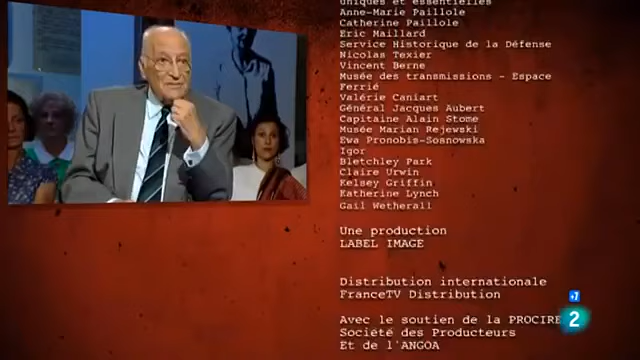 uniques et essentielles
Anne-Marie Paillole
Catherine Paillole
Eric Maillard
Service Historique de la Défense
Nicolas Texier
Vincent Berne
Musée des transmissions - Espace
Ferrié
Valérie Caniart
Général Jacques Aubert
Capitaine Alain Stome
Musée Marian Rejewski
Ewa Pronobis-Sosnowska
Igor
Bletchley Park
Claire Urwin
Kelsey Griffin
Katherine Lynch
Gail Wetherall
Une production
LABEL IMAGE
Distribution internationale
FranceTV Distribution
Avec le soutien de la PROCIRE
Société des Producteurs
Et de l'ANGOA
2